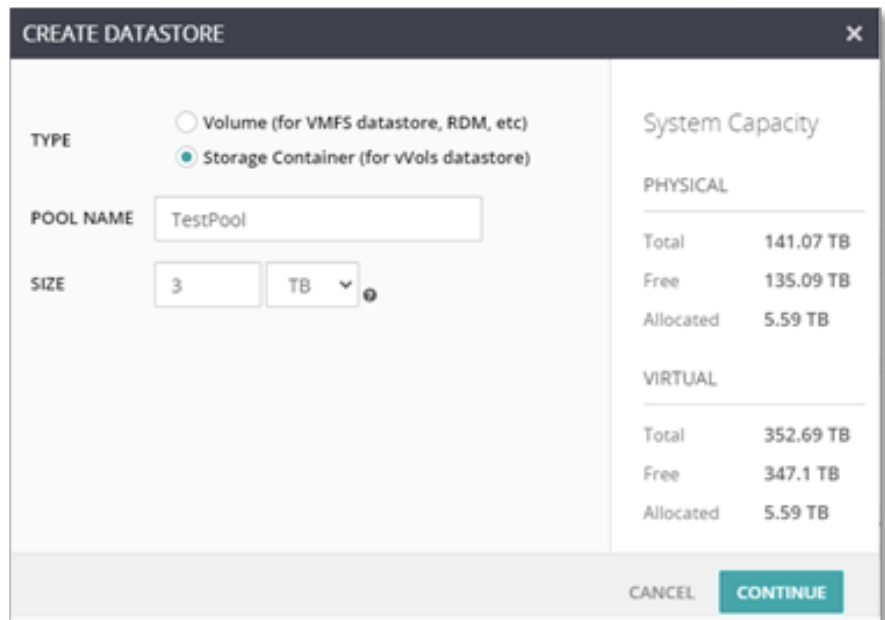 CREATE DATASTORE
TYPE
Volume (for VMFS datastore, RDM, etc)
Storage Container (for vVols datastore)
POOL NAME TestPool
SIZE 3 TB
System Capacity
PHYSICAL
Total 141.07 TB
Free 135.09 TB
Allocated 5.59 TB
VIRTUAL
Total 352.69 TB
Free 347.1 TB
Allocated 5.59 TB
CANCEL CONTINUE